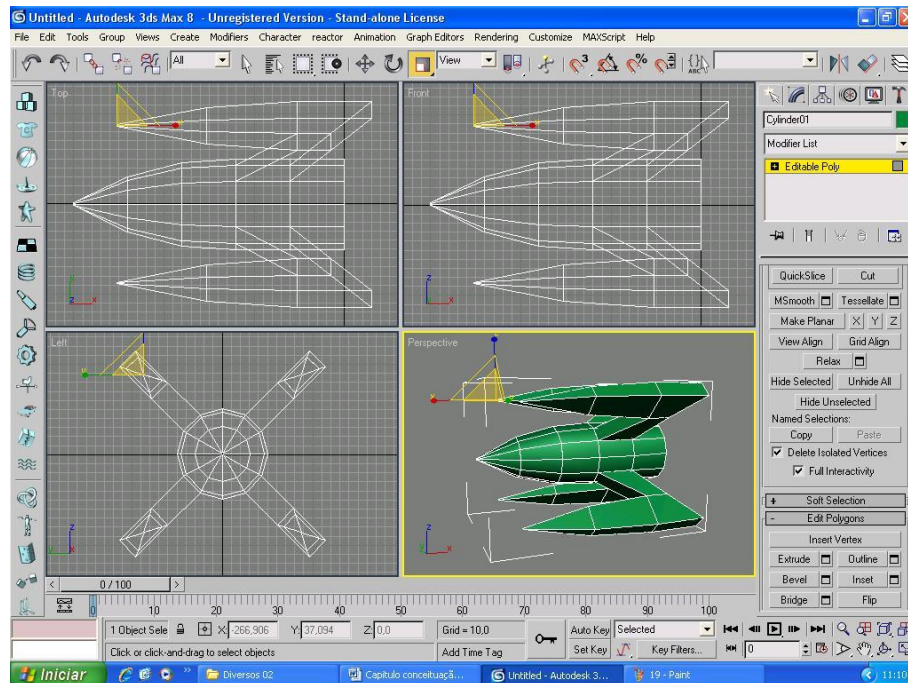 Untitled - Autodesk 3ds Max 8 - Unregistered Version - Stand-alone License
File Edit Tools Group Views Create Modifiers Character reactor Animation Graph Editors Rendering Customize MAXScript Help
All View ABC
Top Front
Cylinder01
Modifier List
Editable Poly
QuickSlice Cut
MSmooth Tessellate
Make Planar X Y Z
View Align Grid Align
Relax
Left Perspective
Hide Selected Unhide All
Hide Unselected
Named Selections:
Copy Paste
Delete Isolated Vertices
Full Interactivity
+ Soft Selection
- Edit Polygons
Insert Vertex
Extrude Outline
Bevel Inset
Bridge Flip
< 0 / 100 >
0 10 20 30 40 50 60 70 80 90 100
1 Object Sele X: -266,906 Y: 37,094 Z: 0,0 Grid = 10,0 Auto Key Selected
Click or click-and-drag to select objects Add Time Tag Set Key Key Filters... 0
Iniciar » Diversos 02 Capitulo conceituaçã... Untitled - Autodesk 3... 19 - Paint 11:10